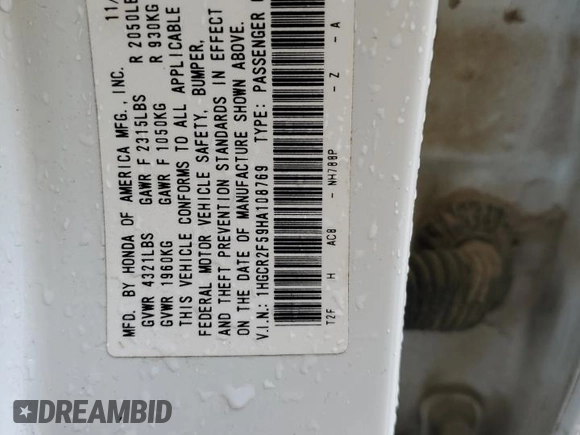 MFD. BY HONDA OF AMERICA MFG., INC. 11/
GVWR 4321LBS GAWR F 2315LBS R 2050LB
GVWR 1960KG GAWR F 1050KG R 930KG
THIS VEHICLE CONFORMS TO ALL APPLICABLE
FEDERAL MOTOR VEHICLE SAFETY, BUMPER,
AND THEFT PREVENTION STANDARDS IN EFFECT
ON THE DATE OF MANUFACTURE SHOWN ABOVE.
V.I.N.: 1HGCR2F59HA108769 TYPE: PASSENGER
T2F H AC8 - NH788P - Z - A
DREAMBID